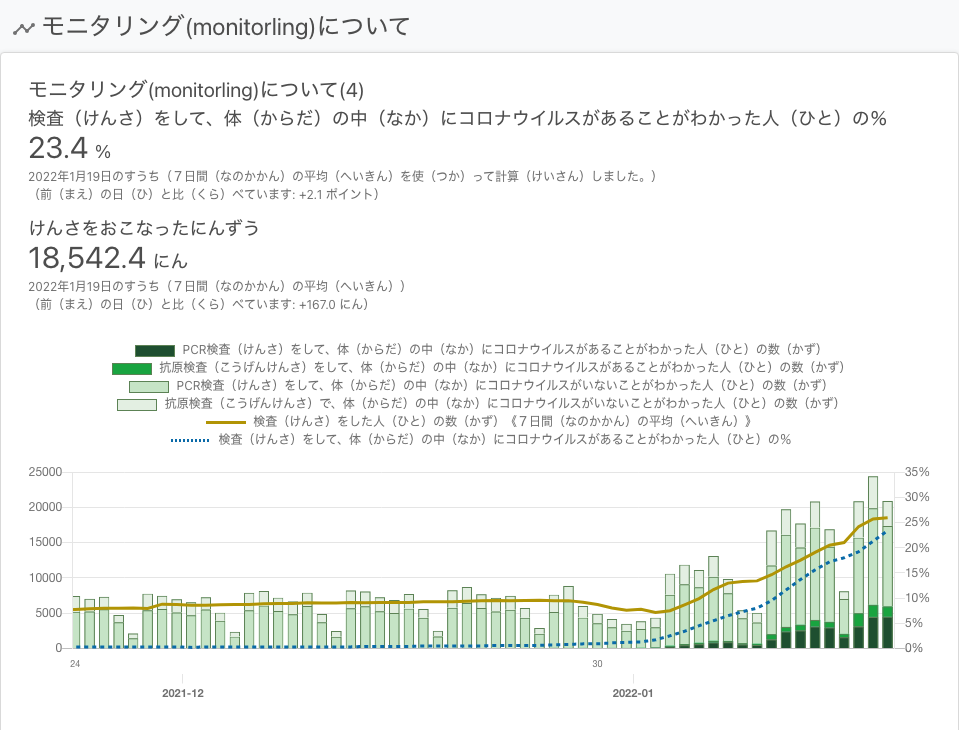 モニタリング(monitorling)について
モニタリング(monitorling)について(4)
検査（けんさ）をして、体（からだ）の中（なか）にコロナウイルスがあることがわかった人（ひと）の％
23.4 %
2022年1月19日のすうち（７日間（なのかかん）の平均（へいきん）を使（つか）って計算（けいさん）しました。）
（前（まえ）の日（ひ）と比（くら）べています: +2.1 ポイント）
けんさをおこなったにんずう
18,542.4 にん
2022年1月19日のすうち（７日間（なのかかん）の平均（へいきん））
（前（まえ）の日（ひ）と比（くら）べています: +167.0 にん）
PCR検査（けんさ）をして、体（からだ）の中（なか）にコロナウイルスがあることがわかった人（ひと）の数（かず）
抗原検査（こうげんけんさ）をして、体（からだ）の中（なか）にコロナウイルスがあることがわかった人（ひと）の数（かず）
PCR検査（けんさ）をして、体（からだ）の中（なか）にコロナウイルスがいないことがわかった人（ひと）の数（かず）
抗原検査（こうげんけんさ）で、体（からだ）の中（なか）にコロナウイルスがいないことがわかった人（ひと）の数（かず）
検査（けんさ）をした人（ひと）の数（かず）《７日間（なのかかん）の平均（へいきん）》
検査（けんさ）をして、体（からだ）の中（なか）にコロナウイルスがあることがわかった人（ひと）の％
25000 35%
30%
20000
25%
15000 20%
15%
10000
10%
5000
5%
0 0%
24 30
2021-12 2022-01